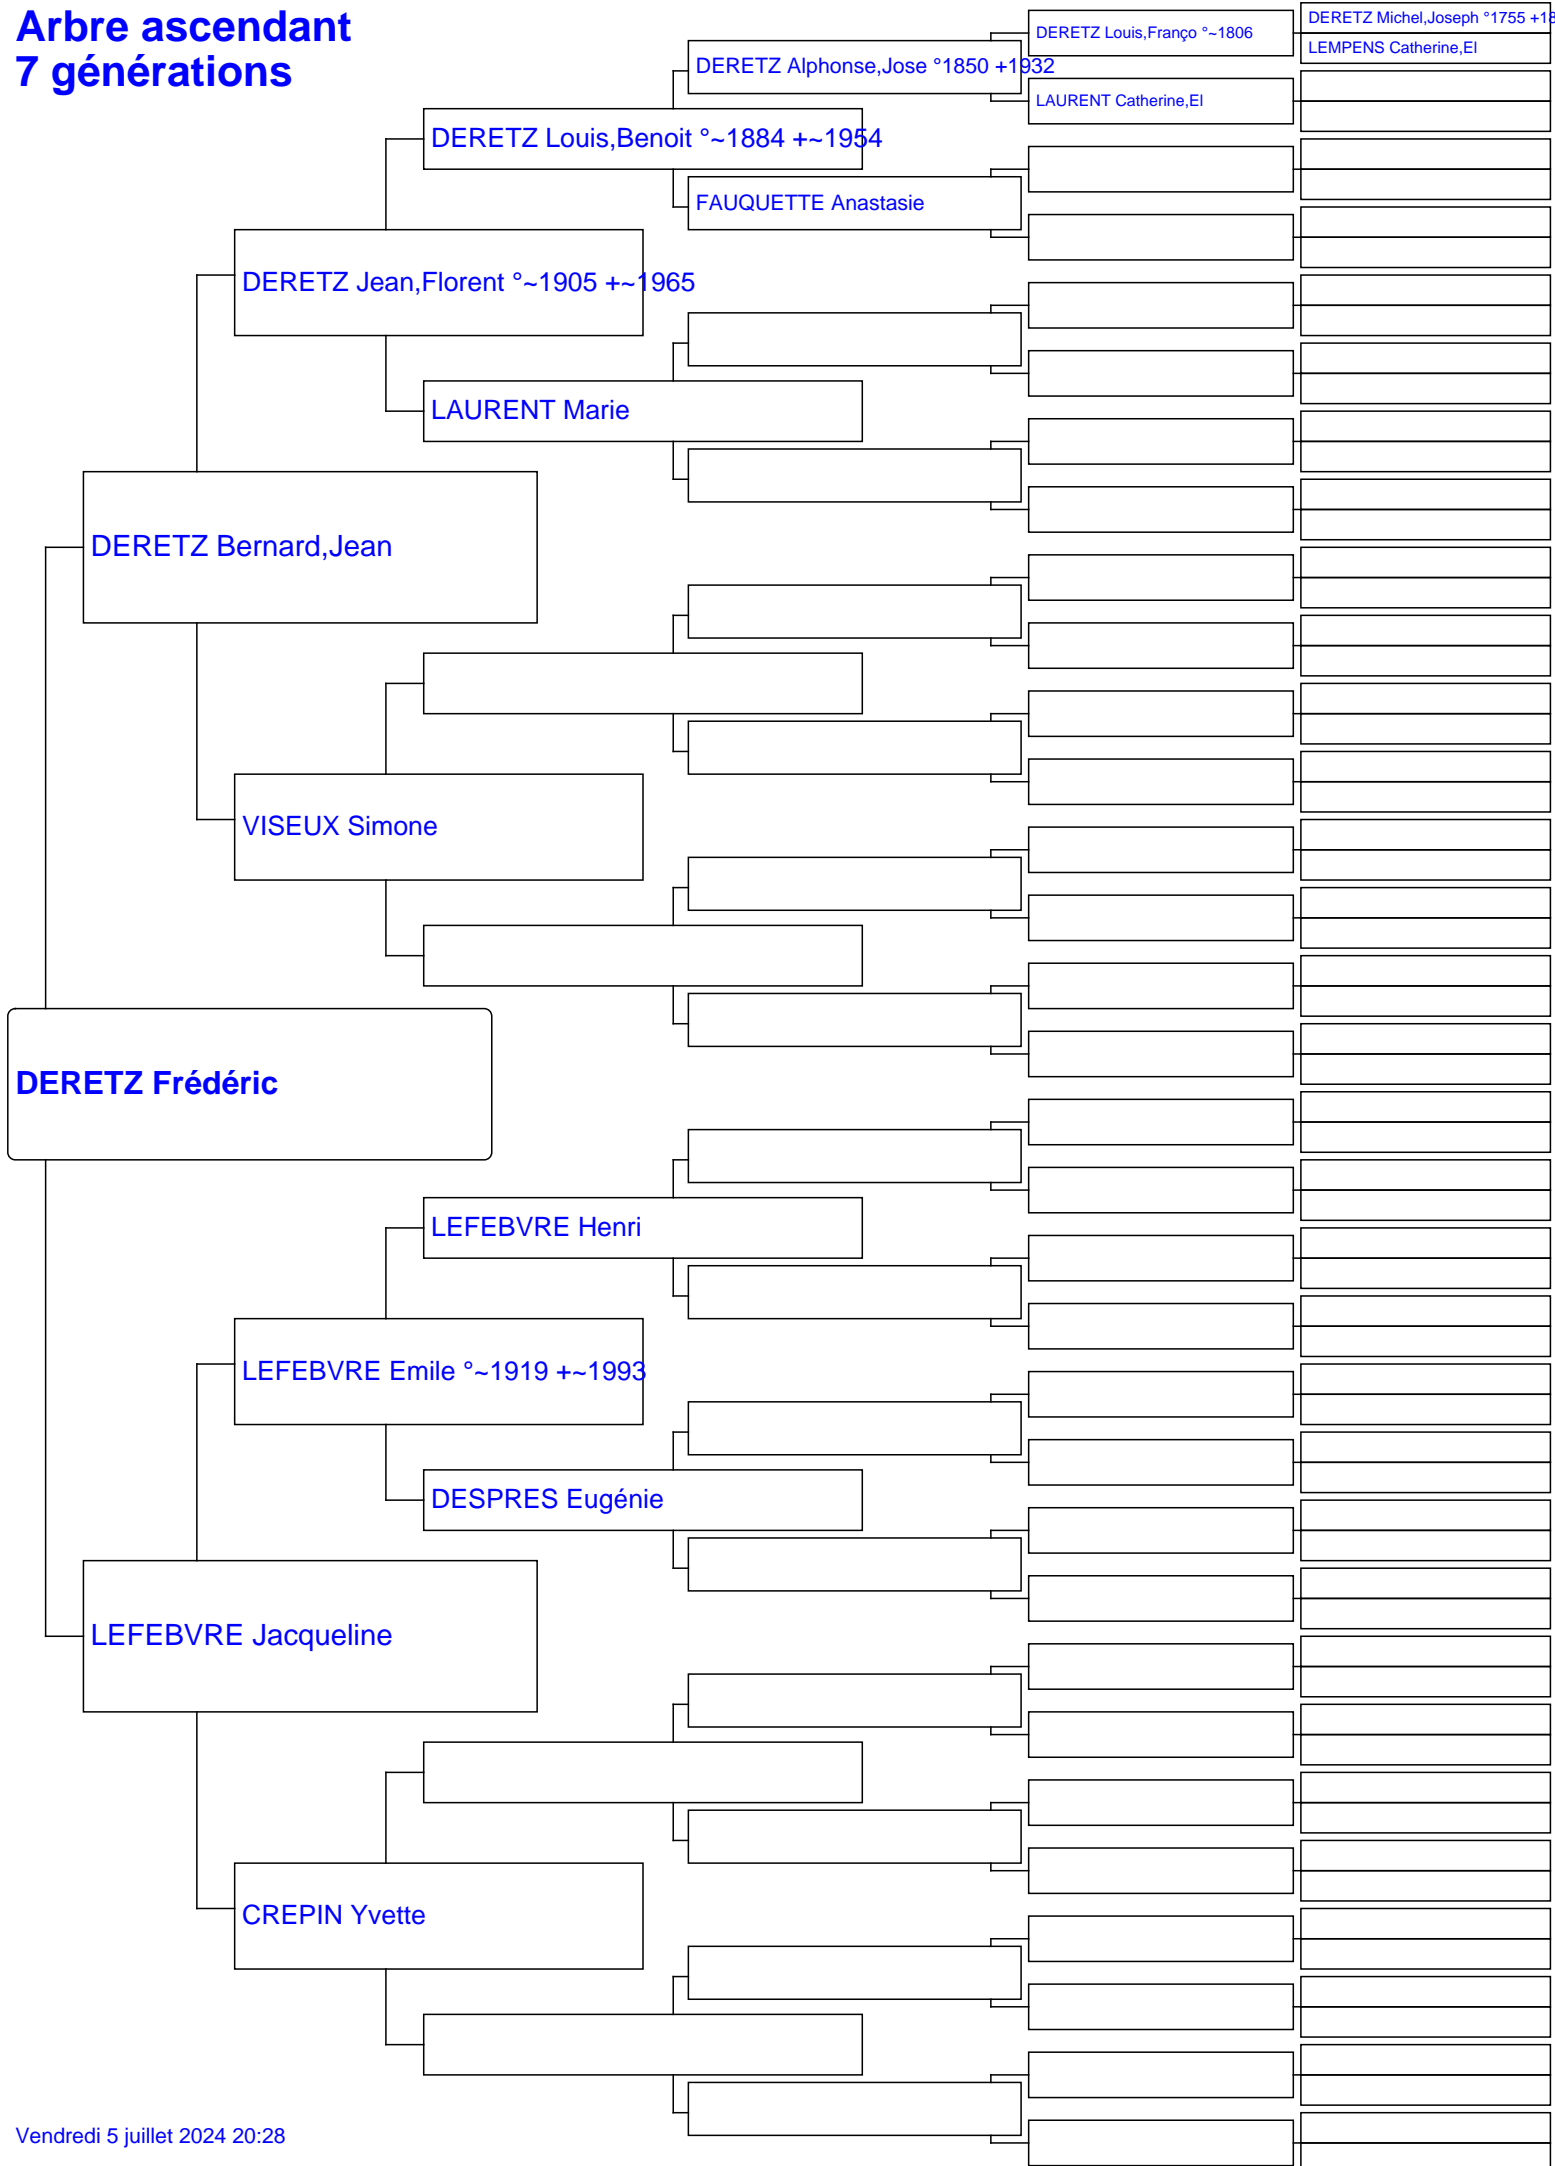 Arbre ascendant
7 générations
DERETZ Michel,Joseph °1755 +18
DERETZ Louis,Franço °~1806
LEMPENS Catherine,El
DERETZ Alphonse,Jose °1850 +1932
LAURENT Catherine,El
DERETZ Louis,Benoit °~1884 +~1954
FAUQUETTE Anastasie
DERETZ Jean,Florent °~1905 +~1965
LAURENT Marie
DERETZ Bernard,Jean
VISEUX Simone
DERETZ Frédéric
LEFEBVRE Henri
LEFEBVRE Emile °~1919 +~1993
DESPRES Eugénie
LEFEBVRE Jacqueline
CREPIN Yvette
Vendredi 5 juillet 2024 20:28